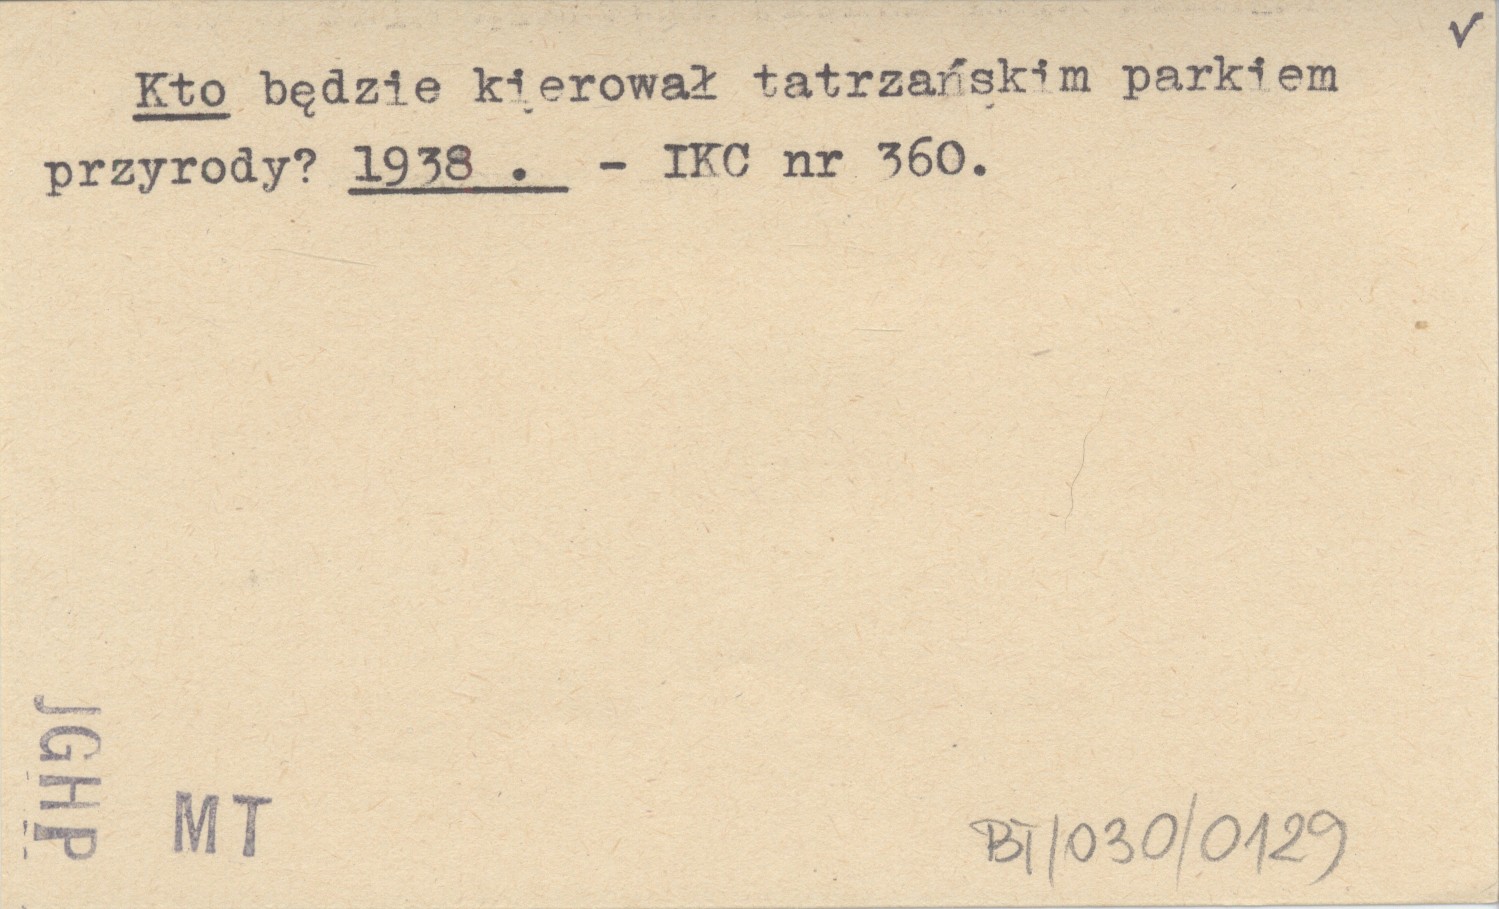 ✓
Kto będzie kierował tatrzańskim parkiem
przyrody? 1938 . - IKC nr 360.
JGHP
MT
BT/030/0129